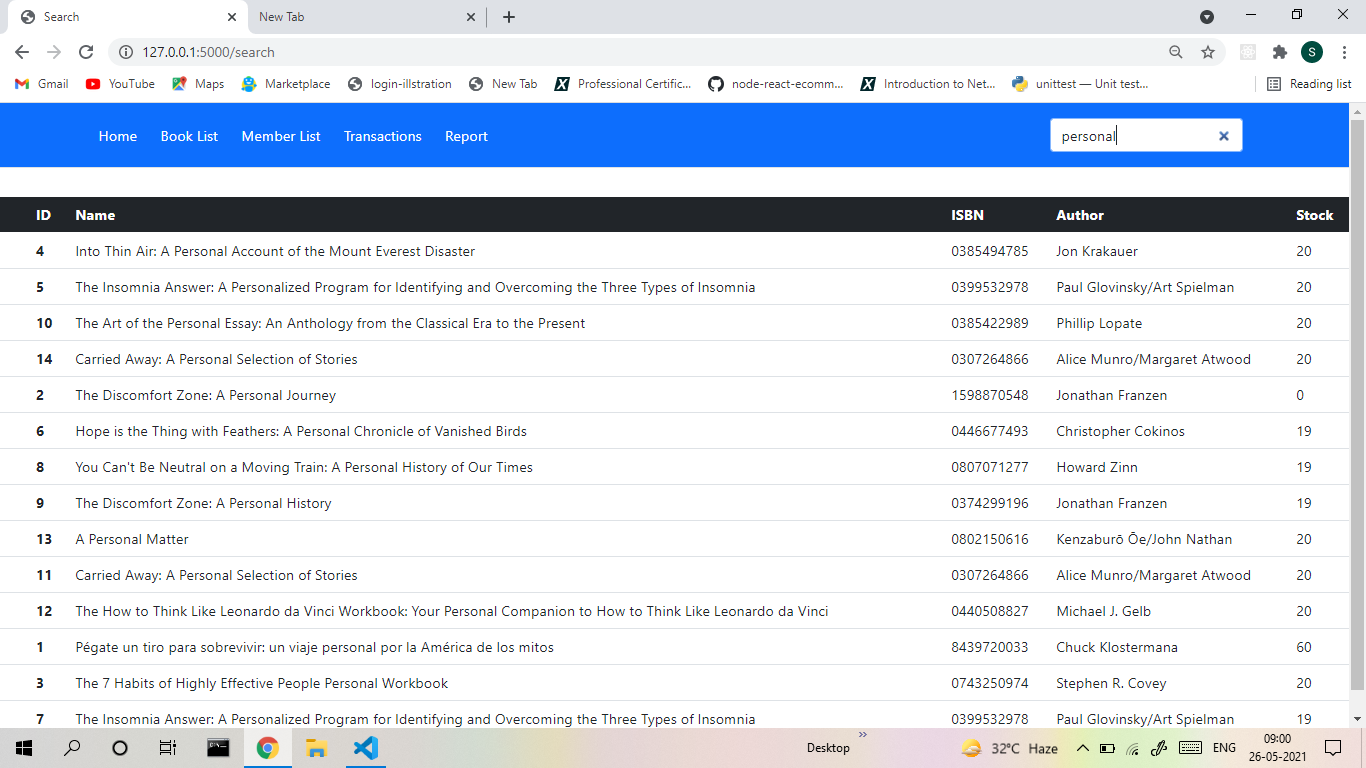 Search
New Tab
127.0.0.1:5000/search
S
Gmail YouTube Maps Marketplace login-illstration New Tab Professional Certific... node-react-ecomm... Introduction to Net... unittest — Unit test... Reading list
Home Book List Member List Transactions Report personal
ID Name ISBN Author Stock
4 Into Thin Air: A Personal Account of the Mount Everest Disaster 0385494785 Jon Krakauer 20
5 The Insomnia Answer: A Personalized Program for Identifying and Overcoming the Three Types of Insomnia 0399532978 Paul Glovinsky/Art Spielman 20
10 The Art of the Personal Essay: An Anthology from the Classical Era to the Present 0385422989 Phillip Lopate 20
14 Carried Away: A Personal Selection of Stories 0307264866 Alice Munro/Margaret Atwood 20
2 The Discomfort Zone: A Personal Journey 1598870548 Jonathan Franzen 0
6 Hope is the Thing with Feathers: A Personal Chronicle of Vanished Birds 0446677493 Christopher Cokinos 19
8 You Can't Be Neutral on a Moving Train: A Personal History of Our Times 0807071277 Howard Zinn 19
9 The Discomfort Zone: A Personal History 0374299196 Jonathan Franzen 19
13 A Personal Matter 0802150616 Kenzaburō Ōe/John Nathan 20
11 Carried Away: A Personal Selection of Stories 0307264866 Alice Munro/Margaret Atwood 20
12 The How to Think Like Leonardo da Vinci Workbook: Your Personal Companion to How to Think Like Leonardo da Vinci 0440508827 Michael J. Gelb 20
1 Pégate un tiro para sobrevivir: un viaje personal por la América de los mitos 8439720033 Chuck Klostermana 60
3 The 7 Habits of Highly Effective People Personal Workbook 0743250974 Stephen R. Covey 20
7 The Insomnia Answer: A Personalized Program for Identifying and Overcoming the Three Types of Insomnia 0399532978 Paul Glovinsky/Art Spielman 19
Desktop 32°C Haze ENG 09:00
26-05-2021